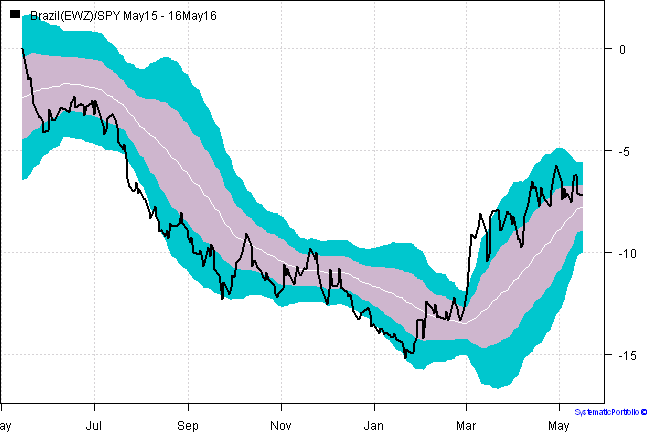 Brazil(EWZ)/SPY May15 - 16May16
0
-5
-10
-15
ay Jul Sep Nov Jan Mar May
SystematicPortfolio ©